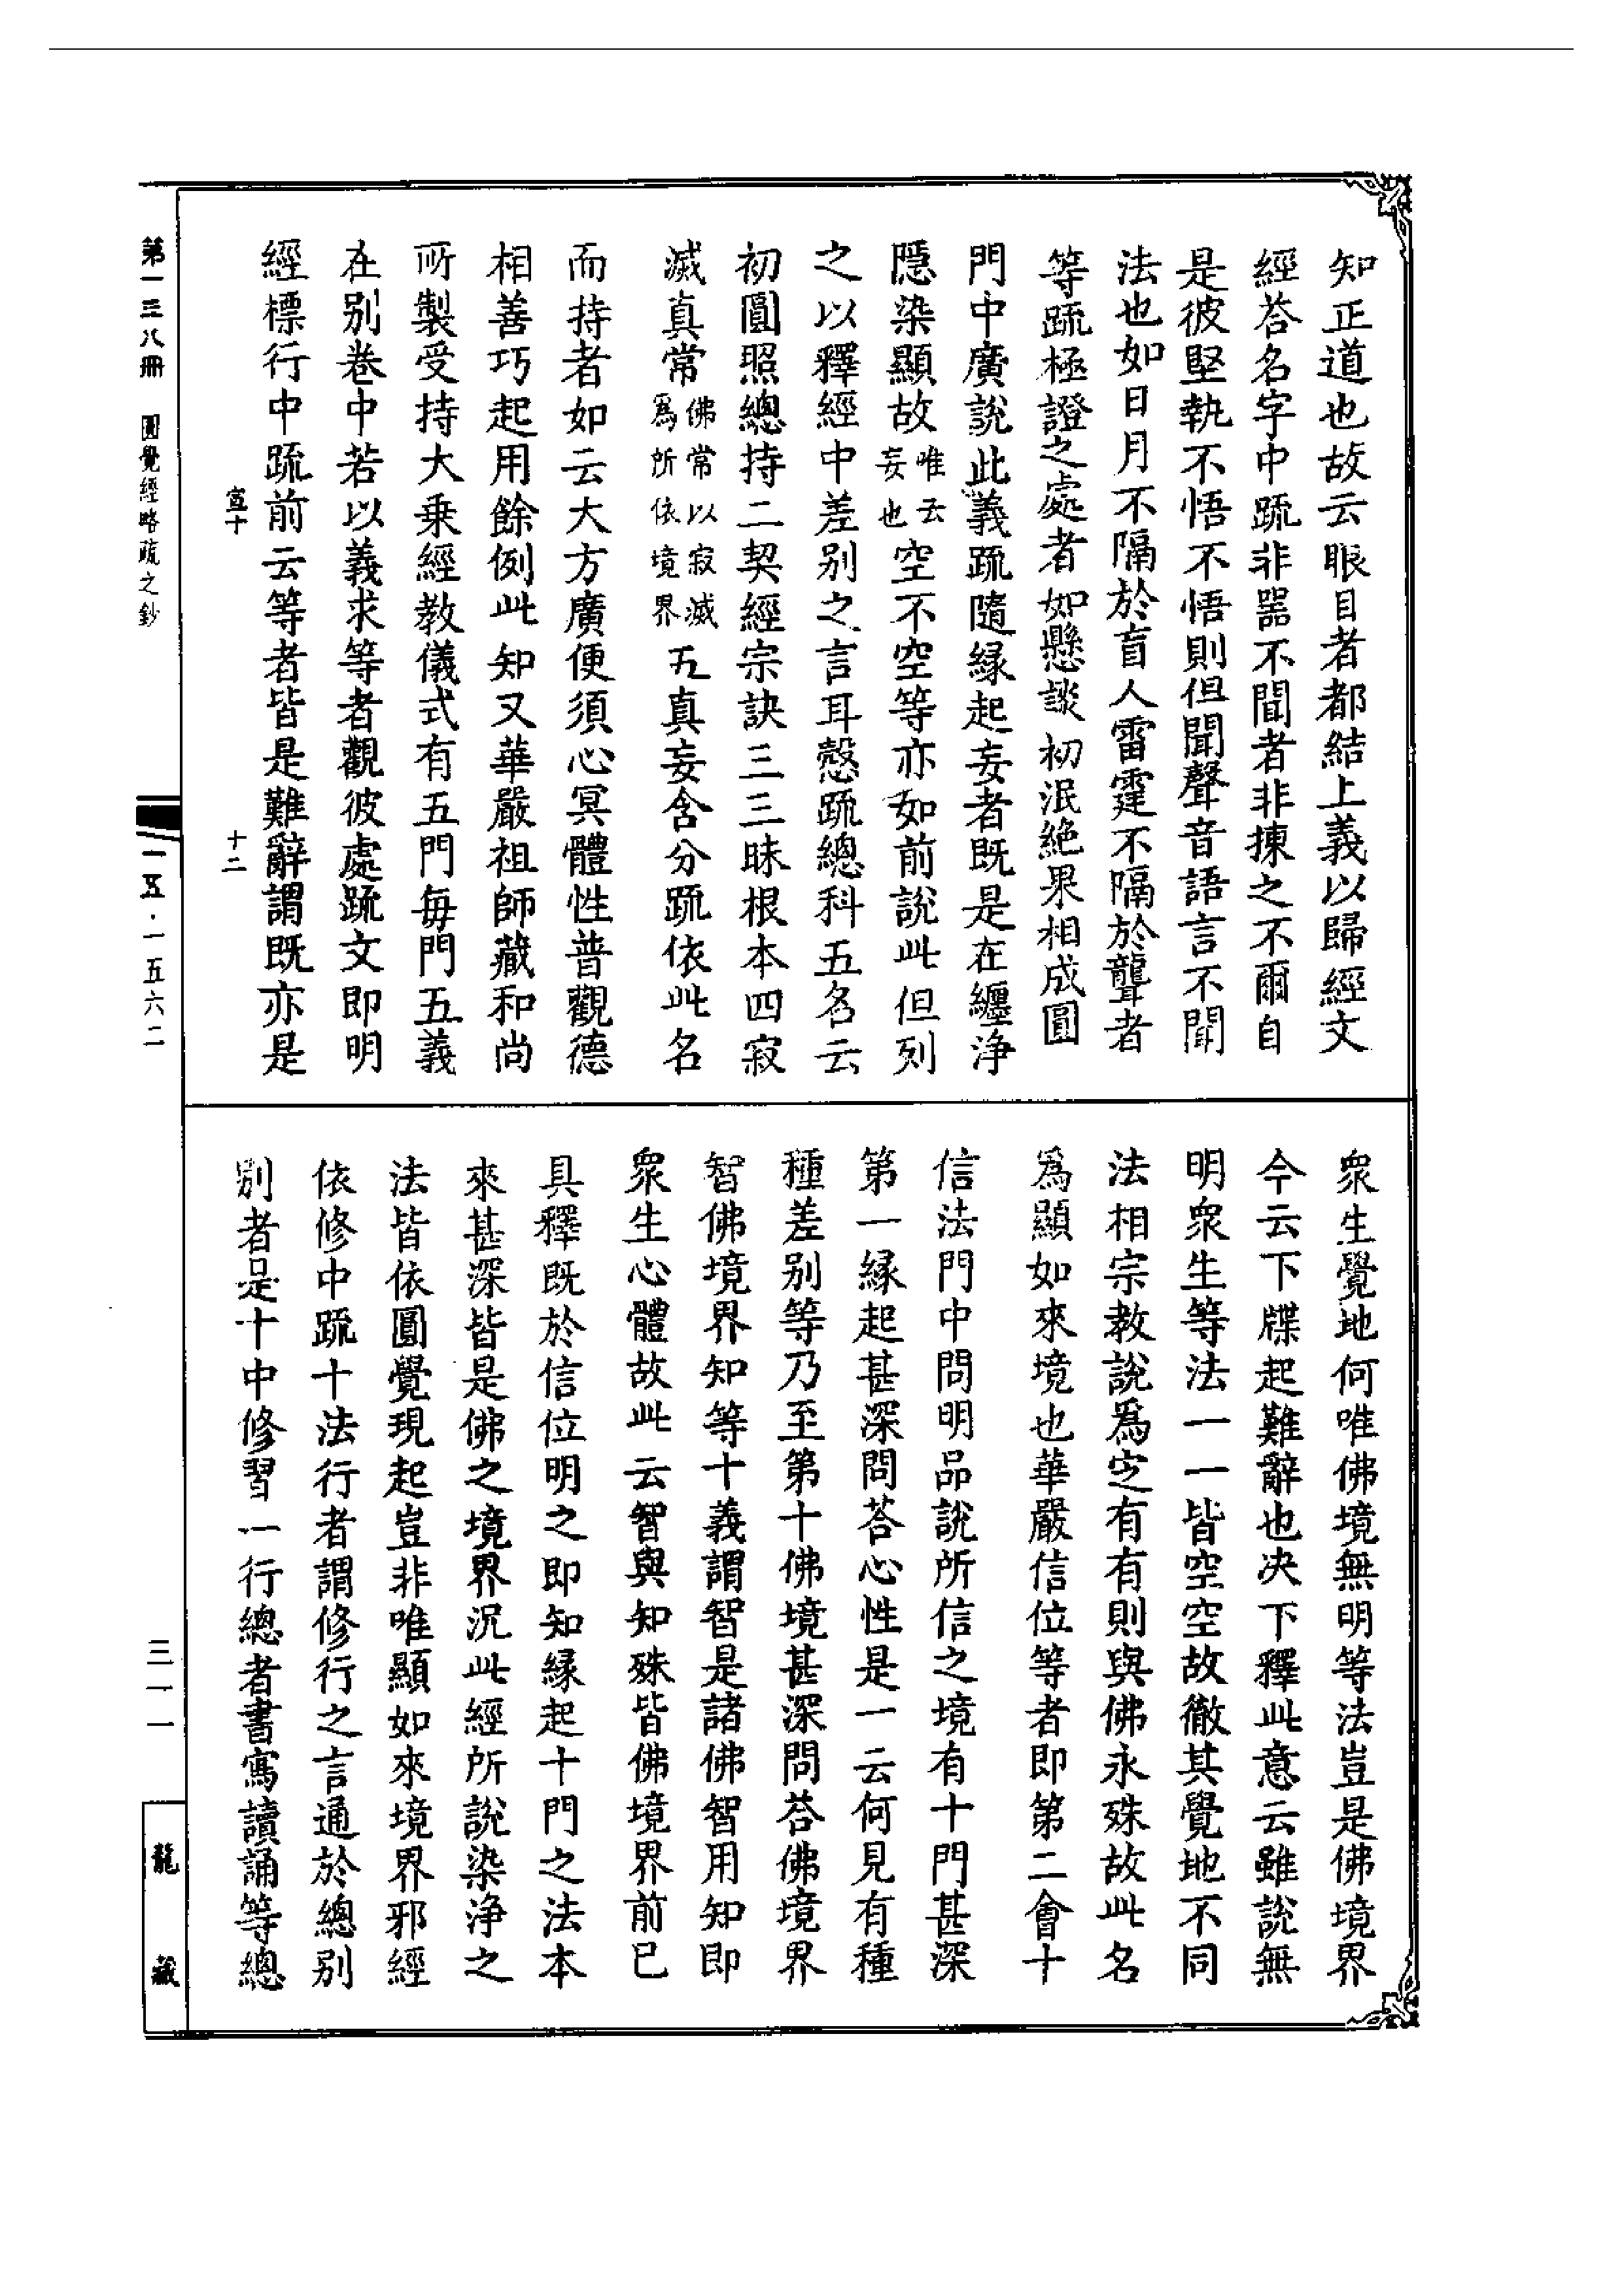 知正道也故云眼目者都結上義以歸經文
經荅名字中䟽非噐不聞者非揀之不爾自
是彼堅執不悟不悟則但聞聲音語言不聞
法也如日月不隔於盲人雷霆不隔於聾者
等䟽極證之處者如懸談初泯絶果相成圓
門中廣說此義䟽隨緣起妄者既是在纏淨
隱染顯故唯云妄也空不空等亦如前說此但列
之以釋經中差别之言耳慤䟽總科五名云
初圓照總持二契經宗訣三三昧根本四寂
滅真常佛常以寂滅為所依境界五真妄含分䟽依此名
而持者如云大方廣便須心冥體性普觀德
相善巧起用餘例此知又華嚴祖師藏和尚
所製受持大乗經教儀式有五門每門五義
在别卷中若以義求等者觀彼處䟽文即明
經標行中䟽前云等者皆是難辭謂既亦是
宣十
十二
衆生覺地何唯佛境無明等法豈是佛境界
今云下牒起難辭也决下釋此意云雖說無
明衆生等法一一皆空空故徹其覺地不同
法相宗教說爲定有有則與佛永殊故此名
爲顯如來境也華嚴信位等者即第二會十
信法門中問明品說所信之境有十門甚深
第一緣起甚深問荅心性是一云何見有種
種差别等乃至第十佛境甚深問荅佛境界
智佛境界知等十義謂智是諸佛智用知即
衆生心體故此云智與知殊皆佛境界前已
具釋既於信位明之即知緣起十門之法本
來甚深皆是佛之境界沉此經所說染淨之
法皆依圓覺現起豈非唯顯如來境界邪經
依修中䟽十法行者謂修行之言通於總别
别者是十中修習一行總者書寫讀誦等總
第一三八冊　圓覺經略疏之鈔
一五·一五六二
三一一
龍藏